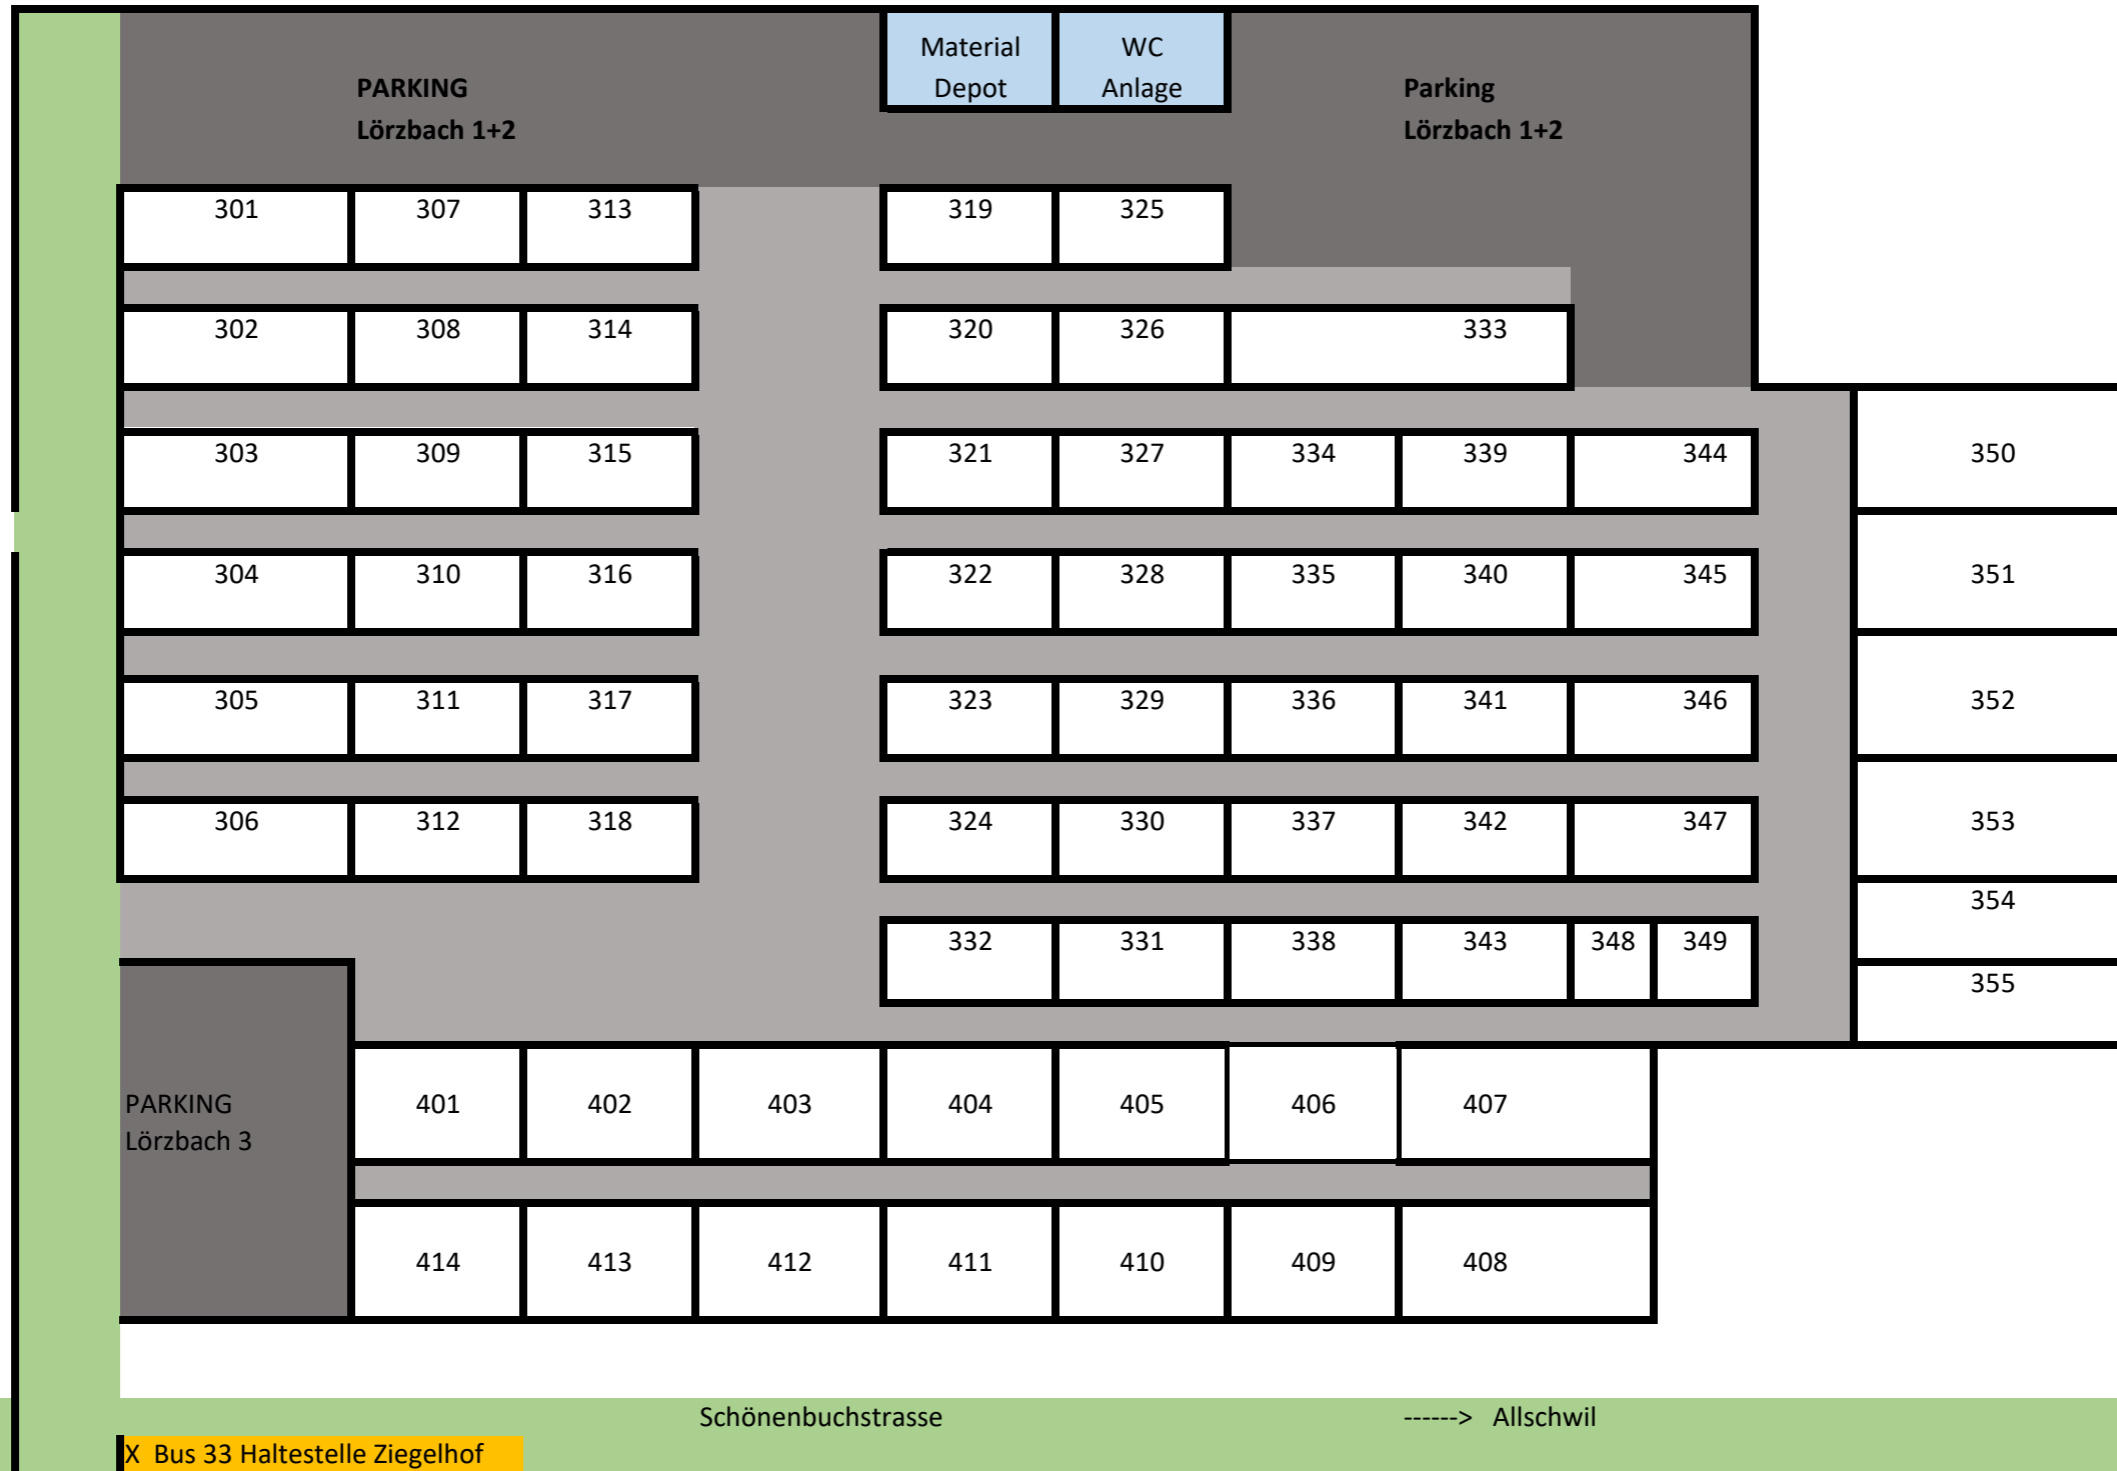 Material WC
PARKING Depot Anlage Parking
Lörzbach 1+2 Lörzbach 1+2
301 307 313 319 325
302 308 314 320 326 333
303 309 315 321 327 334 339 344 350
304 310 316 322 328 335 340 345 351
305 311 317 323 329 336 341 346 352
306 312 318 324 330 337 342 347 353
354
332 331 338 343 348 349
355
PARKING 401 402 403 404 405 406 407
Lörzbach 3
414 413 412 411 410 409 408
Schönenbuchstrasse ------> Allschwil
X Bus 33 Haltestelle Ziegelhof